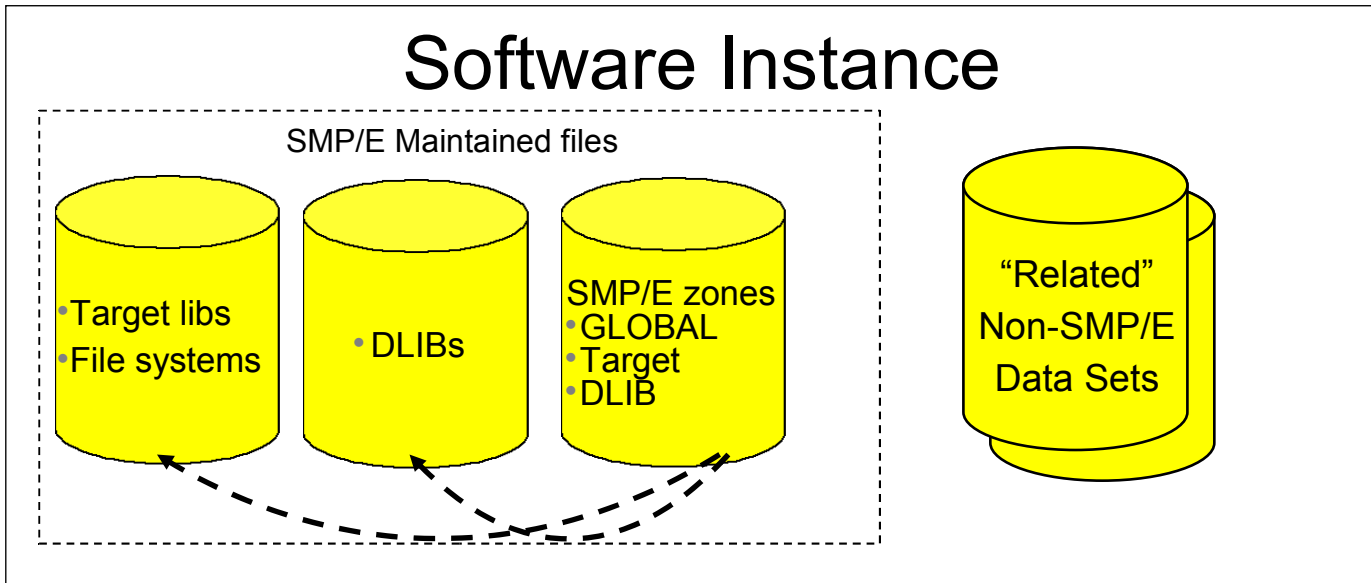 Software Instance
SMP/E Maintained files
•Target libs
•File systems
• DLIBs
SMP/E zones
•GLOBAL
•Target
•DLIB
“Related”
Non-SMP/E
Data Sets